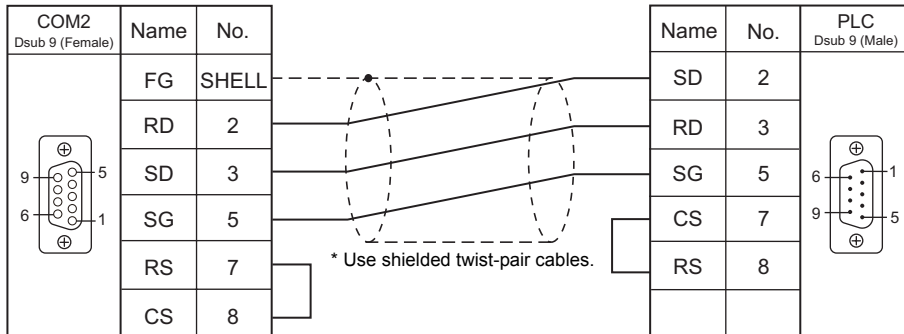 COM2
Dsub 9 (Female)
Name No.
FG SHELL
RD 2
SD 3
SG 5
RS 7
CS 8
9
5
6
1
* Use shielded twist-pair cables.
Name No.
SD 2
RD 3
SG 5
CS 7
RS 8
PLC
Dsub 9 (Male)
6
1
9
5